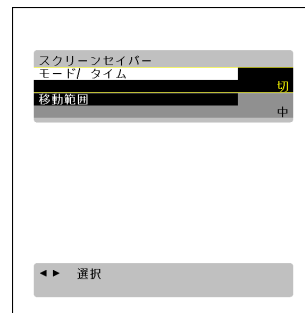 スクリーンセイバー
モード/ タイム
切
移動範囲
中
◄► 選択